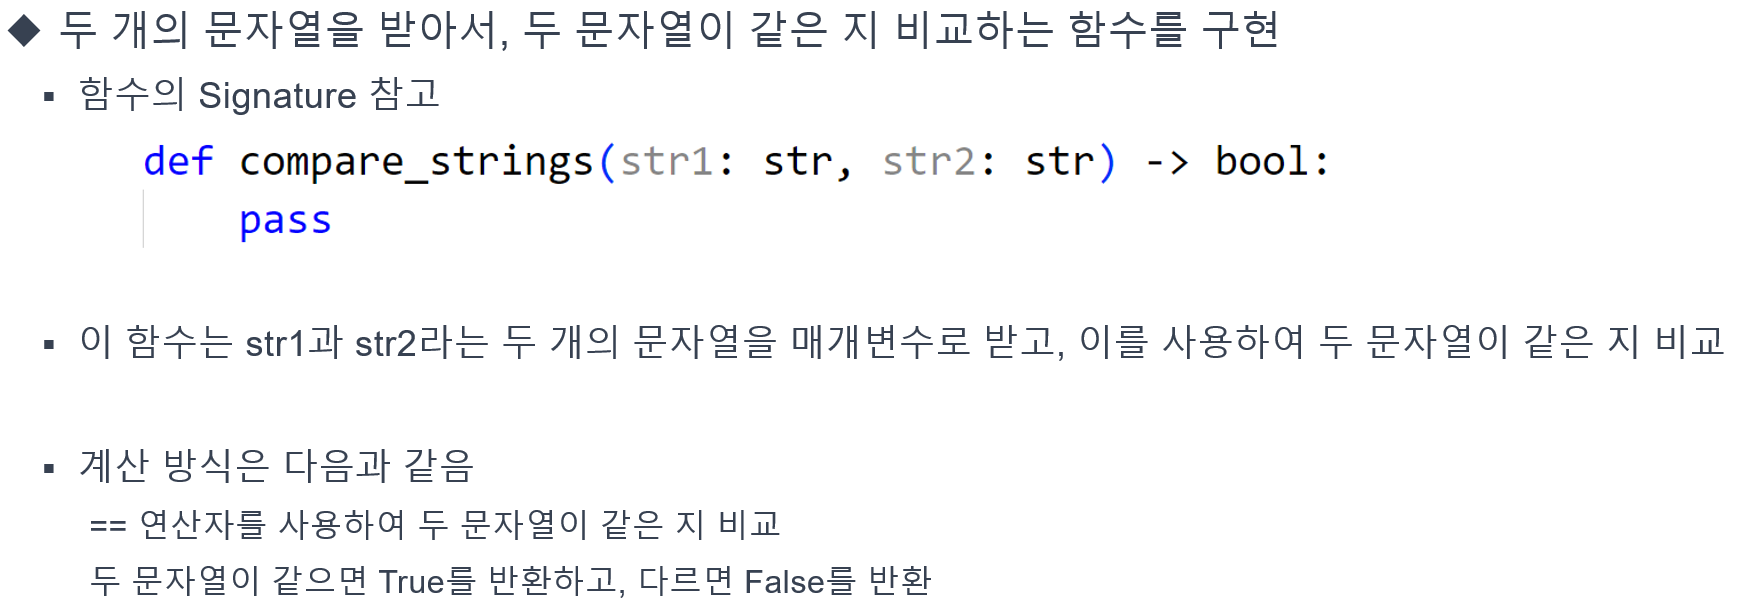 ◆ 두 개의 문자열을 받아서, 두 문자열이 같은 지 비교하는 함수를 구현
▪ 함수의 Signature 참고
def compare_strings(str1: str, str2: str) -> bool:
    pass
▪ 이 함수는 str1과 str2라는 두 개의 문자열을 매개변수로 받고, 이를 사용하여 두 문자열이 같은 지 비교
▪ 계산 방식은 다음과 같음
== 연산자를 사용하여 두 문자열이 같은 지 비교
두 문자열이 같으면 True를 반환하고, 다르면 False를 반환